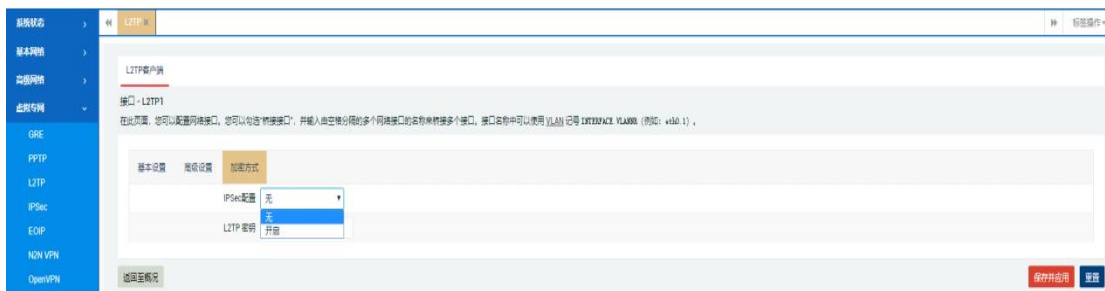 系统状态
L2TP
标签操作
基本网络
高级网络
L2TP客户端
虚拟专网
接口 - L2TP1
在此页面，您可以配置网络接口。您可以勾选"桥接接口"，并输入由空格分隔的多个网络接口的名称来桥接多个接口。接口名称中可以使用 VLAN 记号 INTERFACE.VLANNR (例如: eth0.1) 。
GRE
PPTP
L2TP
IPSec
EOIP
N2N VPN
OpenVPN
基本设置 高级设置 加密方式
IPSec配置 无
无
开启
L2TP 密钥
返回至概况
保存并应用 重置